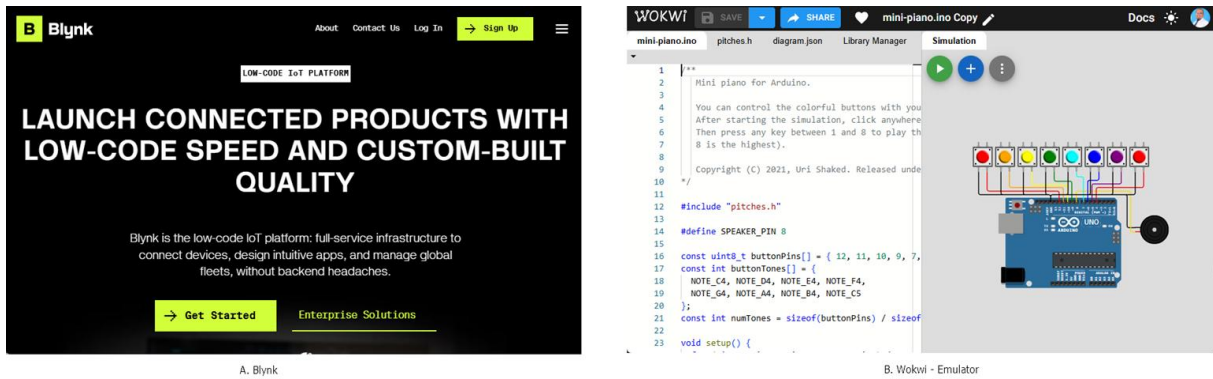 B Blynk
About Contact Us Log In → Sign Up
LOW-CODE IoT PLATFORM
LAUNCH CONNECTED PRODUCTS WITH
LOW-CODE SPEED AND CUSTOM-BUILT
QUALITY
Blynk is the low-code IoT platform: full-service infrastructure to
connect devices, design intuitive apps, and manage global
fleets, without backend headaches.
→ Get Started Enterprise Solutions
A. Blynk
WOKWI SAVE SHARE mini-piano.ino Copy Docs
mini-piano.ino pitches.h diagram.json Library Manager Simulation
1 /**
2 Mini piano for Arduino.
3
4 You can control the colorful buttons with you
5 After starting the simulation, click anywhere
6 Then press any key between 1 and 8 to play th
7 8 is the highest).
8
9 Copyright (C) 2021, Uri Shaked. Released unde
10 */
11
12 #include "pitches.h"
13
14 #define SPEAKER_PIN 8
15
16 const uint8_t buttonPins[] = { 12, 11, 10, 9, 7,
17 const int buttonTones[] = {
18 NOTE_C4, NOTE_D4, NOTE_E4, NOTE_F4,
19 NOTE_G4, NOTE_A4, NOTE_B4, NOTE_C5
20 };
21 const int numTones = sizeof(buttonPins) / sizeof
22
23 void setup() {
UNO
ARDUINO
B. Wokwi - Emulator